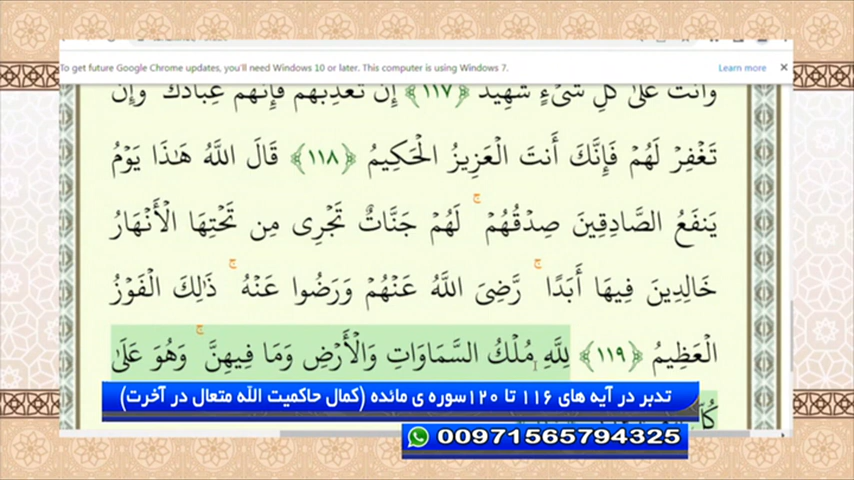 To get future Google Chrome updates, you'll need Windows 10 or later. This computer is using Windows 7. Learn more
وَأَنتَ عَلَىٰ كُلِّ شَىْءٍ شَهِيدٌ ﴿١١٧﴾ إِن تُعَذِّبْهُمْ فَإِنَّهُمْ عِبَادُكَ ۖ وَإِن
تَغْفِرْ لَهُمْ فَإِنَّكَ أَنتَ الْعَزِيزُ الْحَكِيمُ ﴿١١٨﴾ قَالَ اللَّهُ هَـٰذَا يَوْمُ
يَنفَعُ الصَّادِقِينَ صِدْقُهُمْ ۚ لَهُمْ جَنَّاتٌ تَجْرِى مِن تَحْتِهَا الْأَنْهَارُ
خَالِدِينَ فِيهَا أَبَدًا ۚ رَّضِىَ اللَّهُ عَنْهُمْ وَرَضُوا عَنْهُ ۚ ذَٰلِكَ الْفَوْزُ
الْعَظِيمُ ﴿١١٩﴾ لِلَّهِ مُلْكُ السَّمَاوَاتِ وَالْأَرْضِ وَمَا فِيهِنَّ ۚ وَهُوَ عَلَىٰ
تدبر در آیه های ۱۱۶ تا ۱۲۰ سوره ی مائده (کمال حاکمیت الله متعال در آخرت)
00971565794325